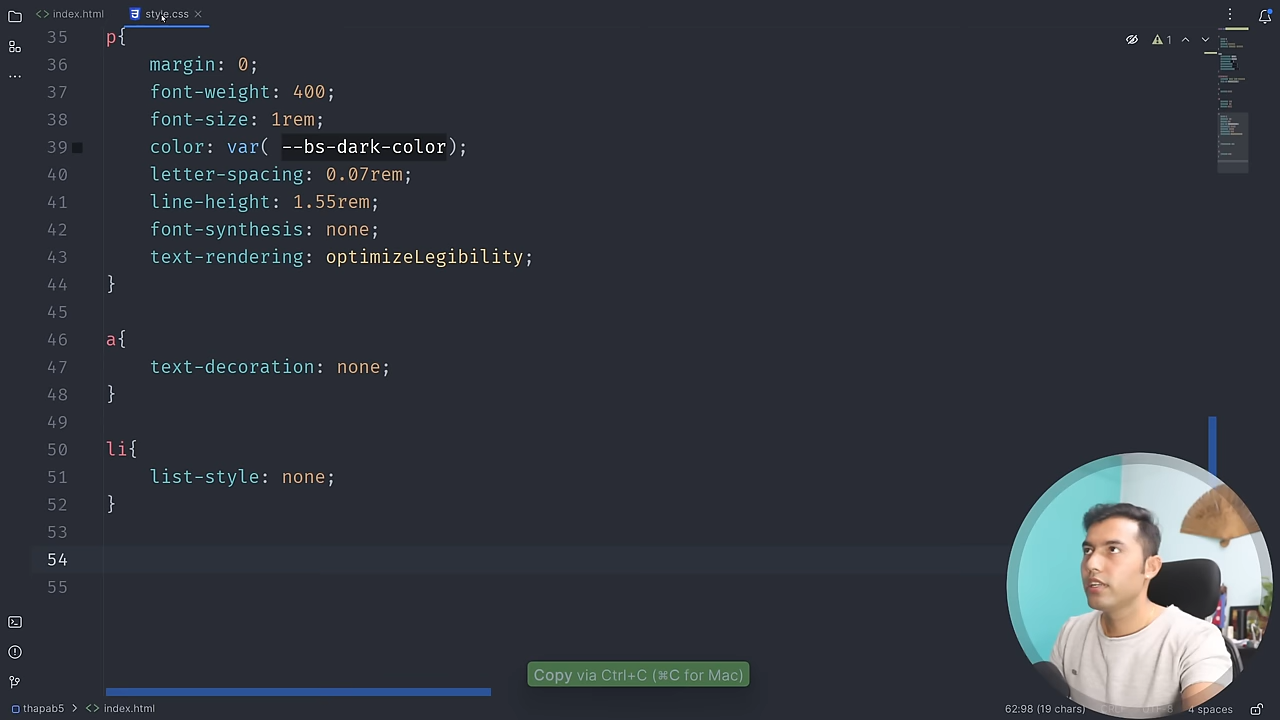 index.html
style.css
35 p{
36 margin: 0;
37 font-weight: 400;
38 font-size: 1rem;
39 color: var( --bs-dark-color);
40 letter-spacing: 0.07rem;
41 line-height: 1.55rem;
42 font-synthesis: none;
43 text-rendering: optimizeLegibility;
44 }
45
46 a{
47 text-decoration: none;
48 }
49
50 li{
51 list-style: none;
52 }
53
54
55
1
Copy via Ctrl+C (⌘C for Mac)
thapab5 > <> index.html
62:98 (19 chars) CRLF UTF-8 4 spaces